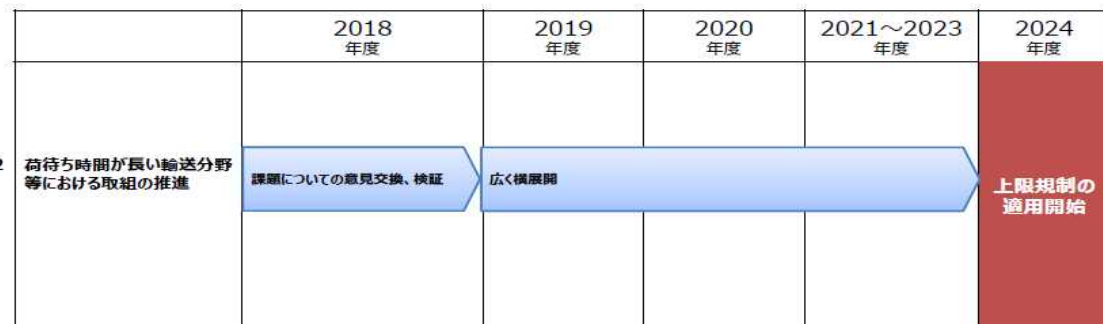 2018
年度
2019
年度
2020
年度
2021～2023
年度
2024
年度
2
荷待ち時間が長い輸送分野
等における取組の推進
課題についての意見交換、検証
広く横展開
上限規制の
適用開始